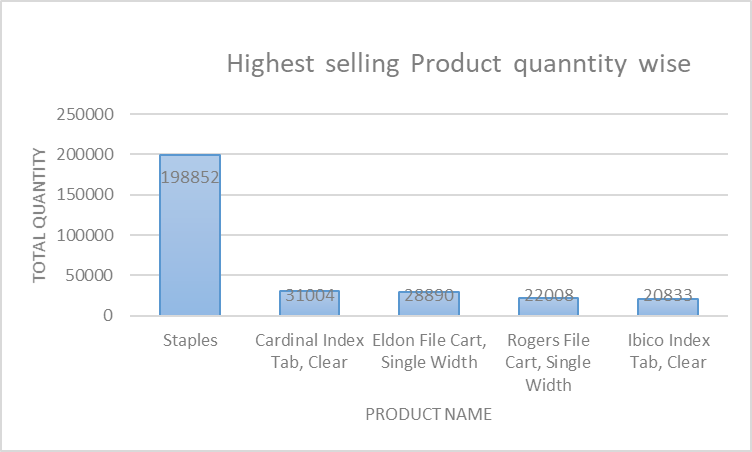 Highest selling Product quanntity wise
TOTAL QUANTITY
250000
200000
150000
100000
50000
0
198852
31004
28890
22008
20833
Staples
Cardinal Index
Tab, Clear
Eldon File Cart,
Single Width
Rogers File
Cart, Single
Width
Ibico Index
Tab, Clear
PRODUCT NAME